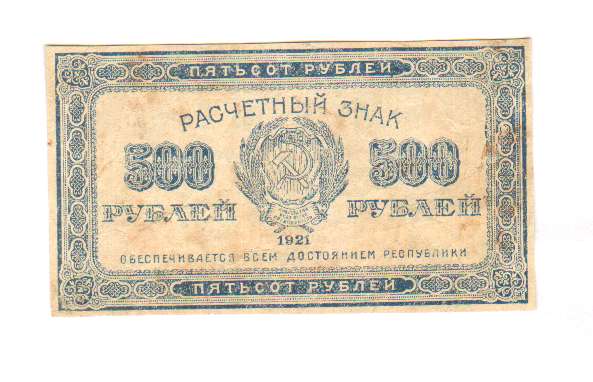 ПЯТЬСОТ РУБЛЕЙ
РАСЧЕТНЫЙ ЗНАК
500 500
РУБЛЕЙ РУБЛЕЙ
1921
ОБЕСПЕЧИВАЕТСЯ ВСЕМ ДОСТОЯНИЕМ РЕСПУБЛИКИ
ПЯТЬСОТ РУБЛЕЙ